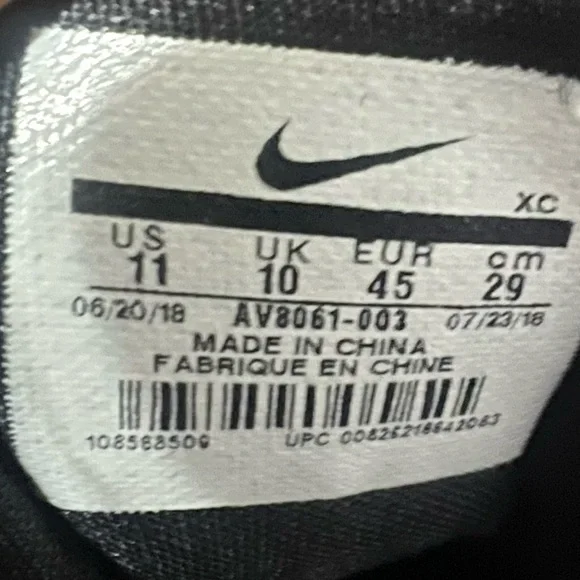 XC
US UK EUR cm
11 10 45 29
06/20/18 AV8061-003 07/23/18
MADE IN CHINA
FABRIQUE EN CHINE
108568509 UPC 00826218642083